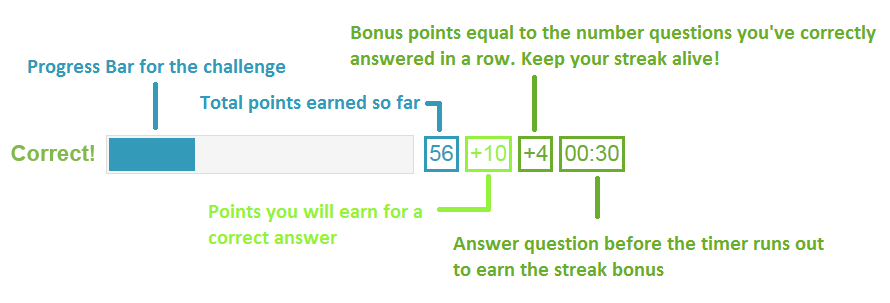 Bonus points equal to the number questions you've correctly
answered in a row. Keep your streak alive!
Progress Bar for the challenge
Total points earned so far
Correct! 56 +10 +4 00:30
Points you will earn for a
correct answer
Answer question before the timer runs out
to earn the streak bonus